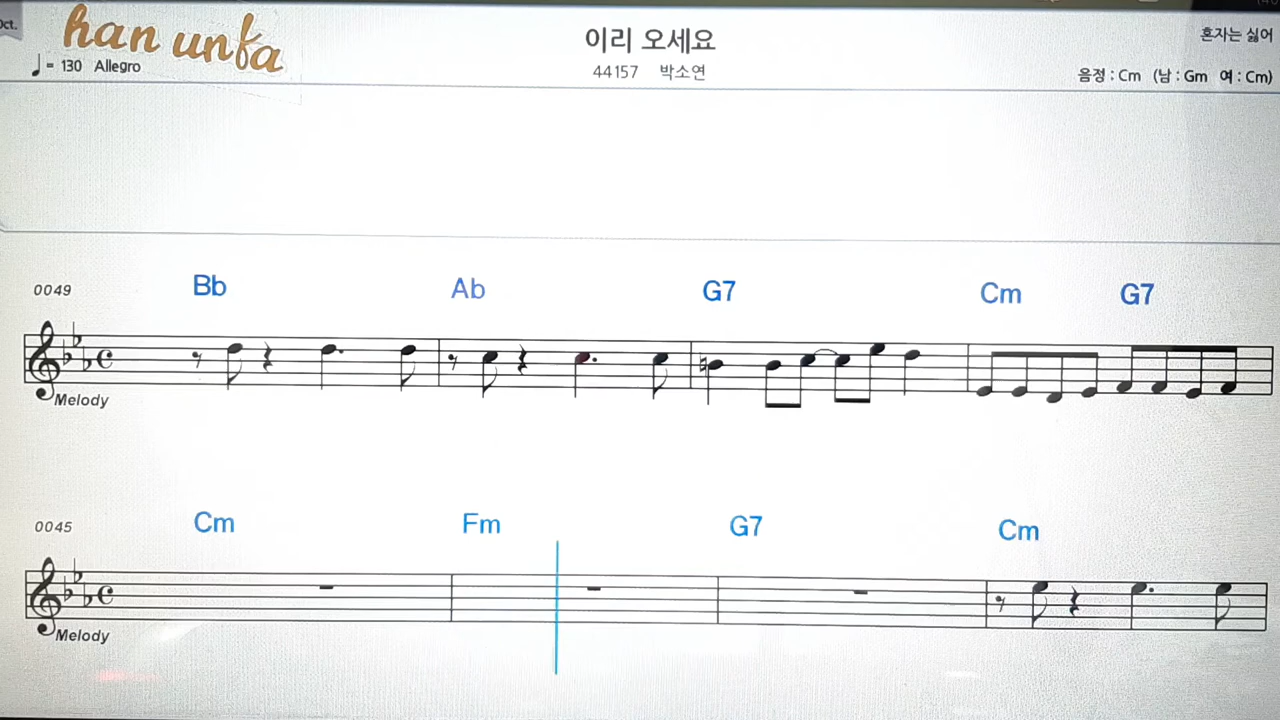 Oct.
han unfa
= 130 Allegro
이리 오세요
44157 박소연
혼자는 싫어
음정 : Cm (남 : Gm 여 : Cm)
0049
Bb Ab G7 Cm G7
Melody
0045
Cm Fm G7 Cm
Melody